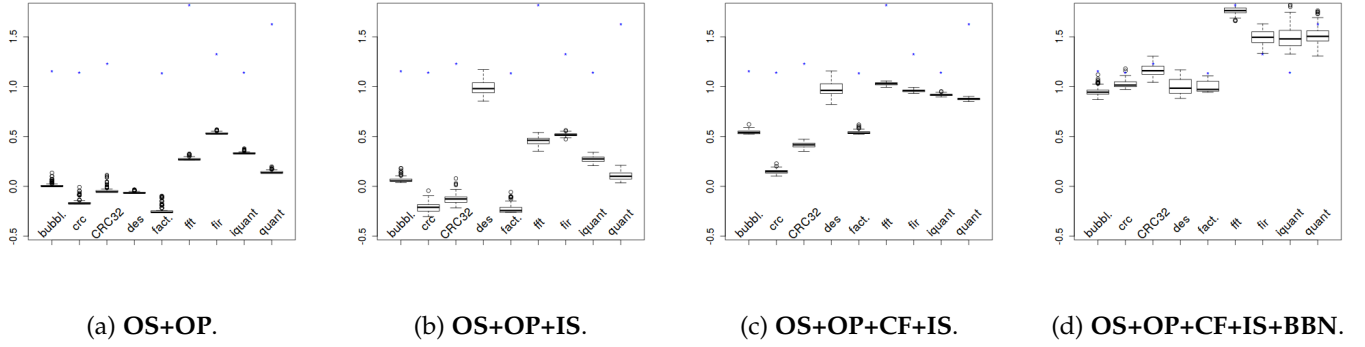 1.5
1.0
0.5
0.0
-0.5
bubbl. crc CRC32 des fact. fft fir iquant quant
(a) OS+OP.
1.5
1.0
0.5
0.0
-0.5
bubbl. crc CRC32 des fact. fft fir iquant quant
(b) OS+OP+IS.
1.5
1.0
0.5
0.0
-0.5
bubbl. crc CRC32 des fact. fft fir iquant quant
(c) OS+OP+CF+IS.
1.5
1.0
0.5
0.0
-0.5
bubbl. crc CRC32 des fact. fft fir iquant quant
(d) OS+OP+CF+IS+BBN.